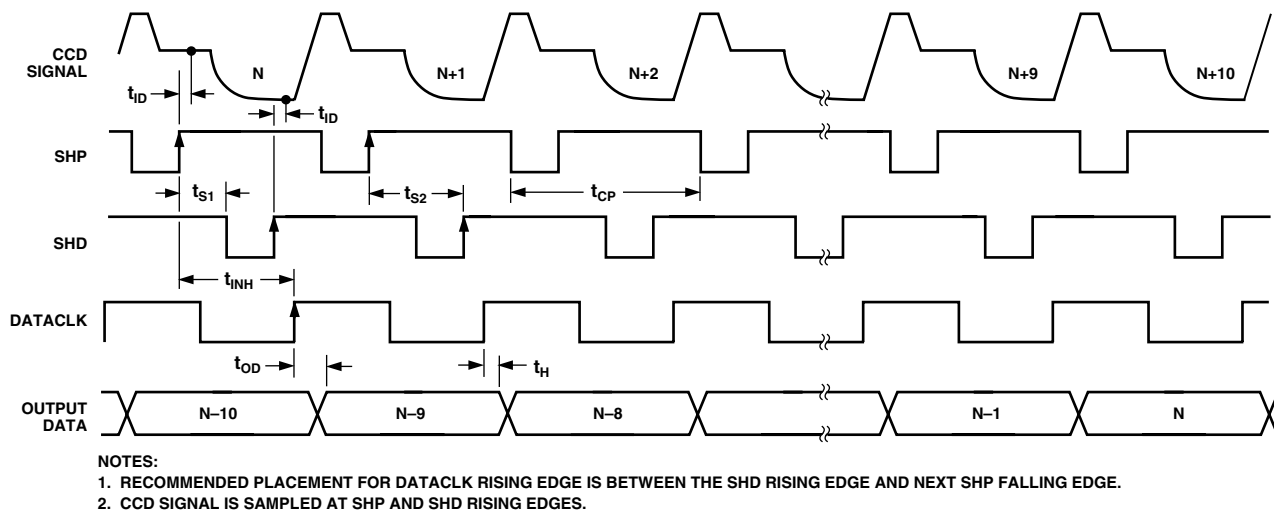 CCD
SIGNAL
N
N+1
N+2
N+9
N+10
tID
tID
SHP
tS1
tS2
tCP
SHD
tINH
DATACLK
tOD
tH
OUTPUT
DATA
N–10
N–9
N–8
N–1
N
NOTES:
1. RECOMMENDED PLACEMENT FOR DATACLK RISING EDGE IS BETWEEN THE SHD RISING EDGE AND NEXT SHP FALLING EDGE.
2. CCD SIGNAL IS SAMPLED AT SHP AND SHD RISING EDGES.